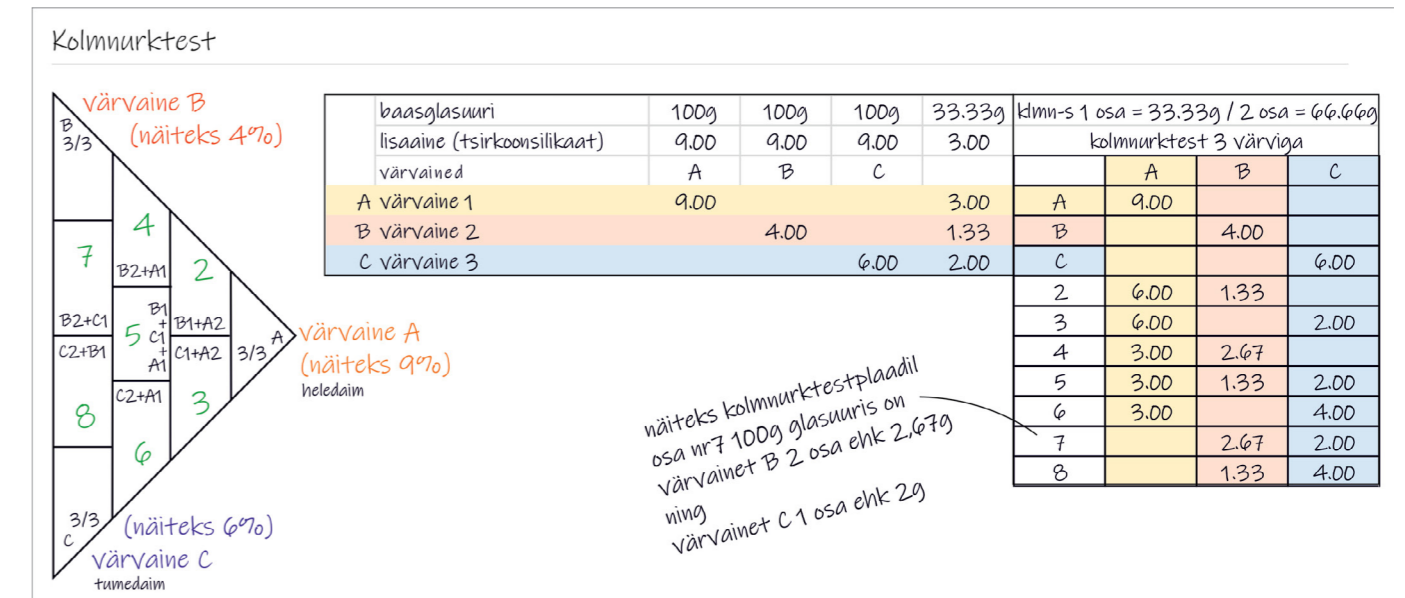 Kolmnurktest
värvaine B
(näiteks 4%)
B
3/3
4
7
B2+A1
2
B2+C1
5
B1
+
C1
+
A1
B1+A2
C2+B1
C1+A2
3/3
A
värvaine A
(näiteks 9%)
heledaim
C2+A1
8
3
6
3/3
C
(näiteks 6%)
värvaine C
tumedaim
baasglasuuri 100g 100g 100g 33.33g
lisaaine (tsirkoonsilikaat) 9.00 9.00 9.00 3.00
värvained A B C
A värvaine 1 9.00 3.00
B värvaine 2 4.00 1.33
C värvaine 3 6.00 2.00
klmn-s 1 osa = 33.33g / 2 osa = 66.66g
kolmnurktest 3 värviga
A B C
A 9.00
B 4.00
C 6.00
2 6.00 1.33
3 6.00 2.00
4 3.00 2.67
5 3.00 1.33 2.00
6 3.00 4.00
7 2.67 2.00
8 1.33 4.00
näiteks kolmnurktestplaadil
osa nr7 100g glasuuris on
värvainet B 2 osa ehk 2,67g
ning
värvainet C 1 osa ehk 2g